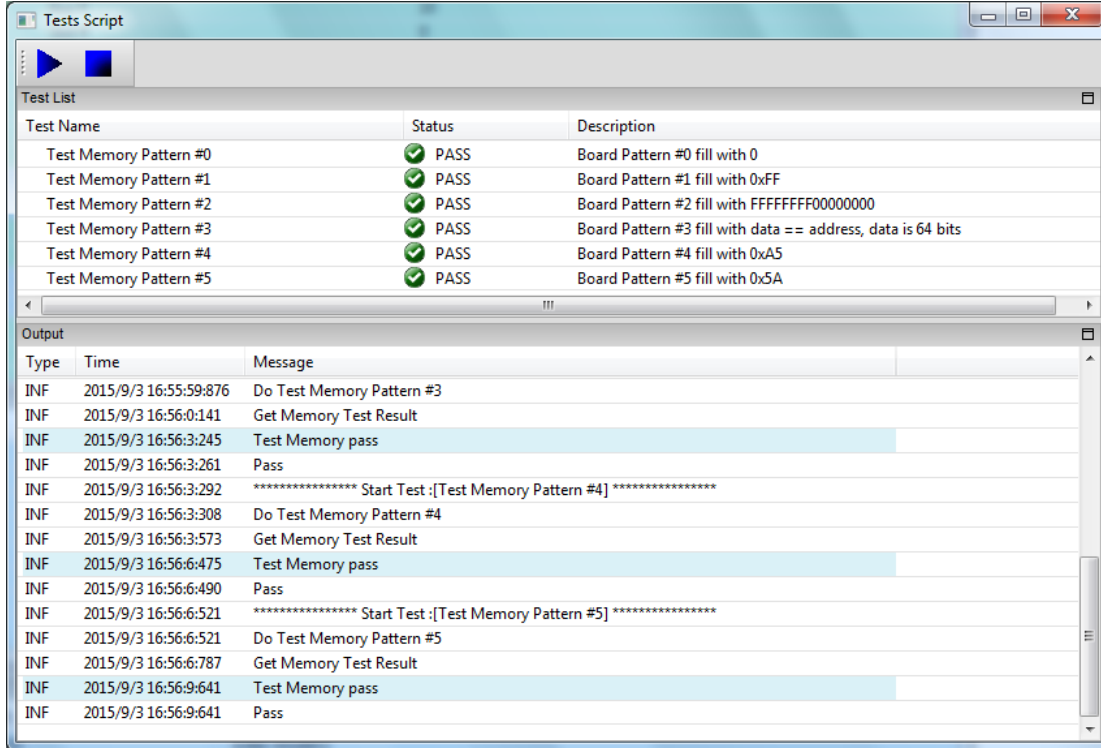 Tests Script
Test List
Test Name Status Description
Test Memory Pattern #0 PASS Board Pattern #0 fill with 0
Test Memory Pattern #1 PASS Board Pattern #1 fill with 0xFF
Test Memory Pattern #2 PASS Board Pattern #2 fill with FFFFFFFF00000000
Test Memory Pattern #3 PASS Board Pattern #3 fill with data == address, data is 64 bits
Test Memory Pattern #4 PASS Board Pattern #4 fill with 0xA5
Test Memory Pattern #5 PASS Board Pattern #5 fill with 0x5A
Output
Type Time Message
INF 2015/9/3 16:55:59:876 Do Test Memory Pattern #3
INF 2015/9/3 16:56:0:141 Get Memory Test Result
INF 2015/9/3 16:56:3:245 Test Memory pass
INF 2015/9/3 16:56:3:261 Pass
INF 2015/9/3 16:56:3:292 **************** Start Test :[Test Memory Pattern #4] ****************
INF 2015/9/3 16:56:3:308 Do Test Memory Pattern #4
INF 2015/9/3 16:56:3:573 Get Memory Test Result
INF 2015/9/3 16:56:6:475 Test Memory pass
INF 2015/9/3 16:56:6:490 Pass
INF 2015/9/3 16:56:6:521 **************** Start Test :[Test Memory Pattern #5] ****************
INF 2015/9/3 16:56:6:521 Do Test Memory Pattern #5
INF 2015/9/3 16:56:6:787 Get Memory Test Result
INF 2015/9/3 16:56:9:641 Test Memory pass
INF 2015/9/3 16:56:9:641 Pass